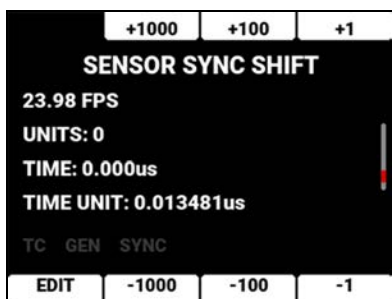 +1000 +100 +1
SENSOR SYNC SHIFT
23.98 FPS
UNITS: 0
TIME: 0.000us
TIME UNIT: 0.013481us
TC GEN SYNC
EDIT -1000 -100 -1